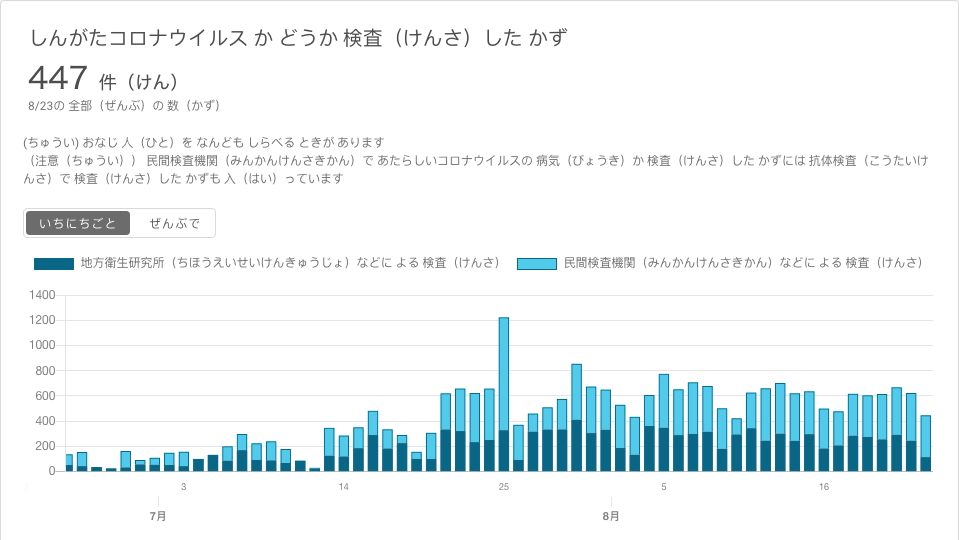 しんがたコロナウイルス か どうか 検査（けんさ）した かず
447 件（けん）
8/23の 全部（ぜんぶ）の 数（かず）
(ちゅうい) おなじ 人（ひと）を なんども しらべる ときが あります
（注意（ちゅうい）） 民間検査機関（みんかんけんさきかん）で あたらしいコロナウイルスの 病気（びょうき）か 検査（けんさ）した かずには 抗体検査（こうたいけ
んさ）で 検査（けんさ）した かずも 入（はい）っています
いちにちごと ぜんぶで
地方衛生研究所（ちほうえいせいけんきゅうじょ）などに よる 検査（けんさ） 民間検査機関（みんかんけんさきかん）などに よる 検査（けんさ）
1400
1200
1000
800
600
400
200
0
3 14 25 5 16
7月 8月